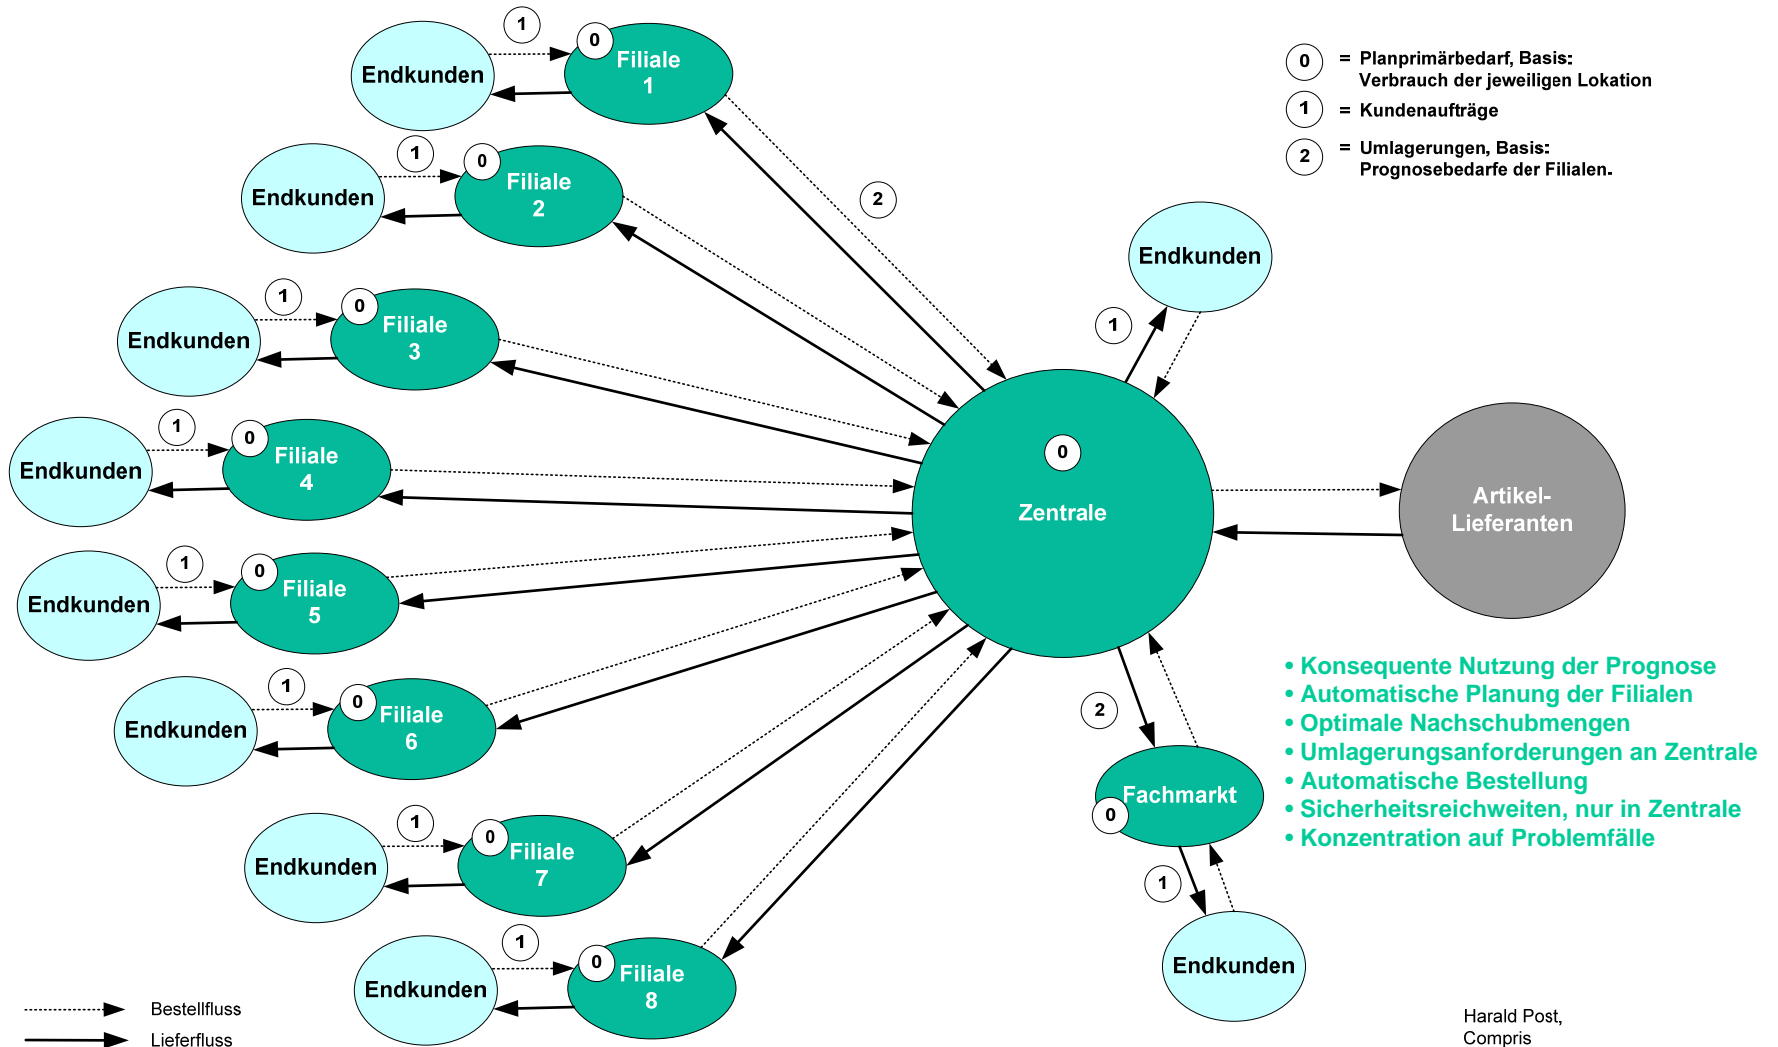 1
0
Endkunden
Filiale
1
1
0
Endkunden
Filiale
2
1
0
Endkunden
Filiale
3
1
0
Endkunden
Filiale
4
1
0
Endkunden
Filiale
5
1
0
Endkunden
Filiale
6
1
0
Endkunden
Filiale
7
1
0
Endkunden
Filiale
8
2
0
Zentrale
1
Endkunden
Artikel-
Lieferanten
2
Fachmarkt
0
1
Endkunden
0 = Planprimärbedarf, Basis:
Verbrauch der jeweiligen Lokation
1 = Kundenaufträge
2 = Umlagerungen, Basis:
Prognosebedarfe der Filialen.
• Konsequente Nutzung der Prognose
• Automatische Planung der Filialen
• Optimale Nachschubmengen
• Umlagerungsanforderungen an Zentrale
• Automatische Bestellung
• Sicherheitsreichweiten, nur in Zentrale
• Konzentration auf Problemfälle
Bestellfluss
Lieferfluss
Harald Post,
Compris